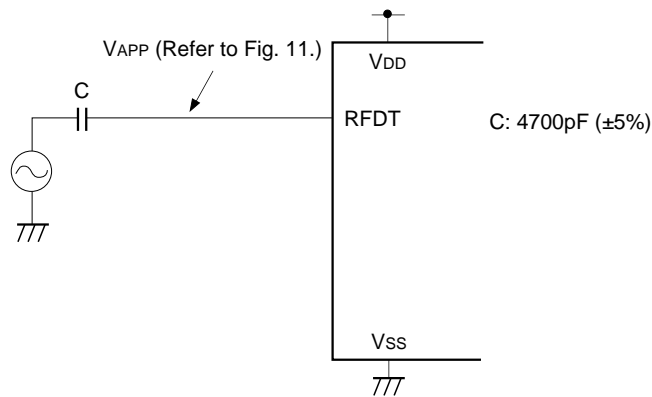 VAPP (Refer to Fig. 11.)
VDD
C
RFDT
C: 4700pF (±5%)
VSS